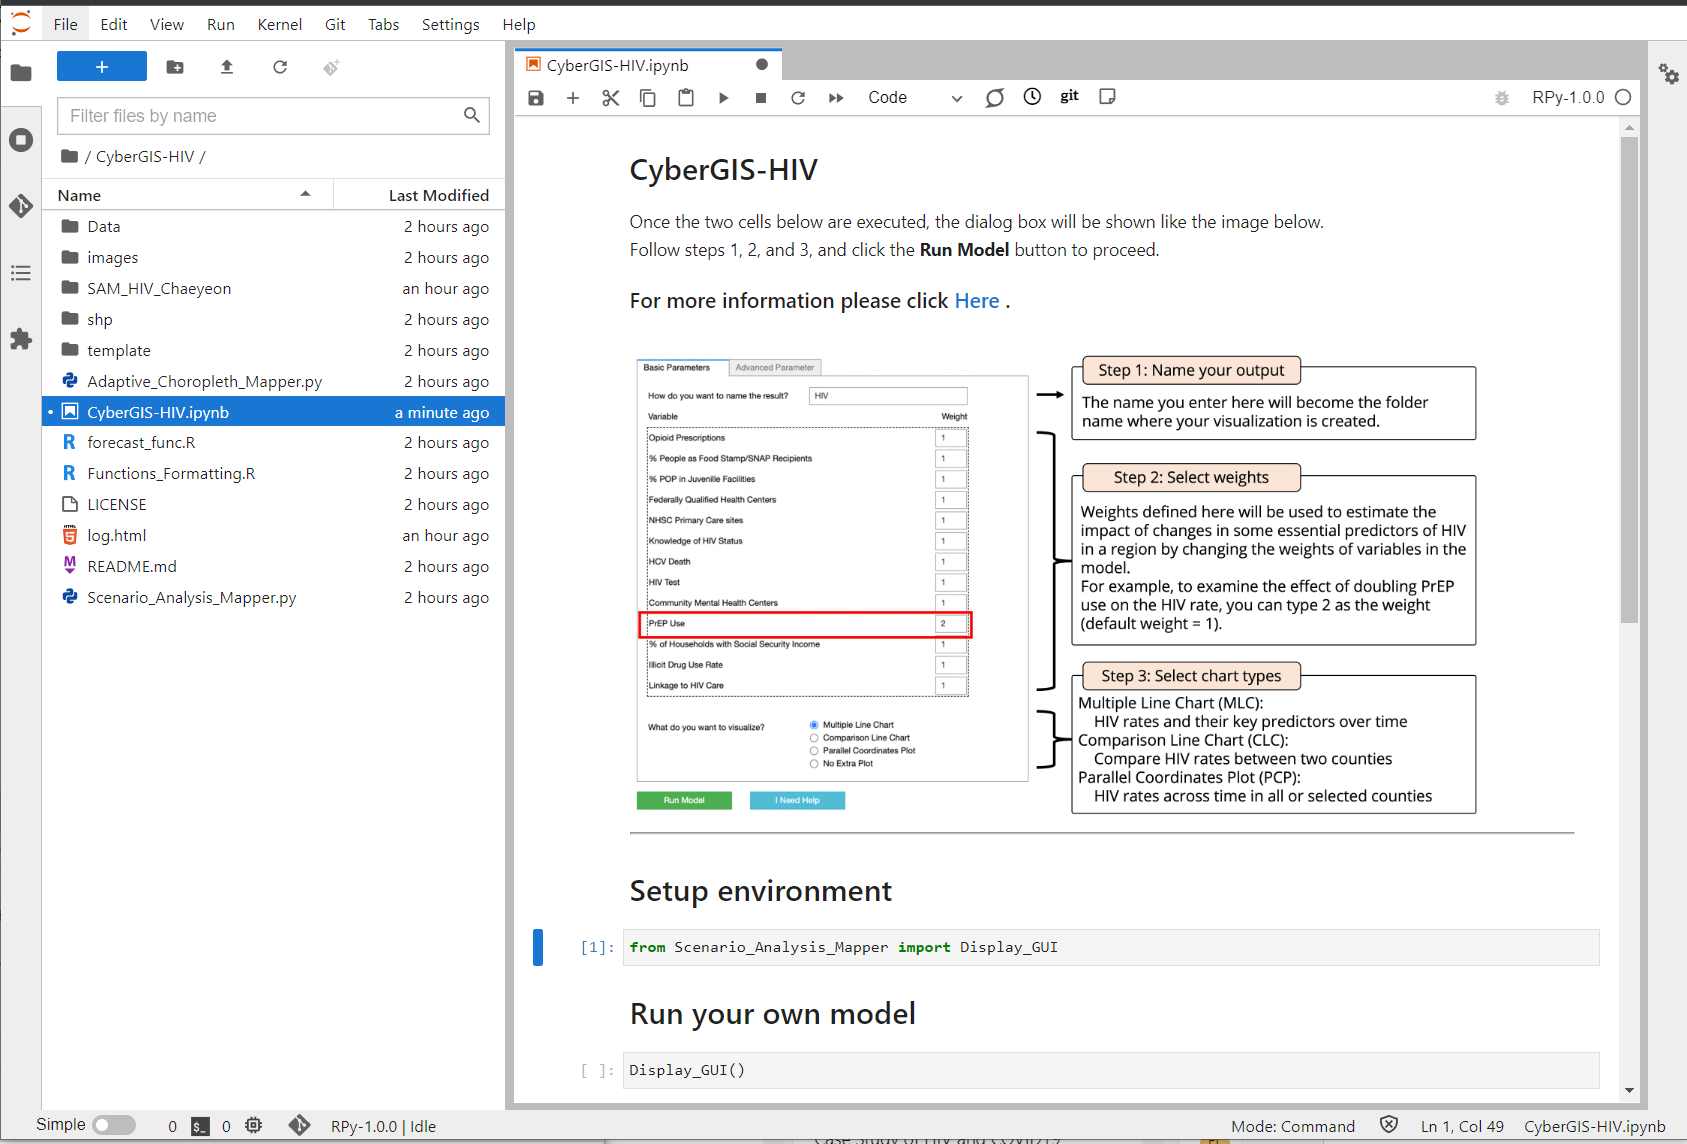 File Edit View Run Kernel Git Tabs Settings Help
+
Filter files by name
/ CyberGIS-HIV /
Name Last Modified
Data 2 hours ago
images 2 hours ago
SAM_HIV_Chaeyeon an hour ago
shp 2 hours ago
template 2 hours ago
Adaptive_Choropleth_Mapper.py 2 hours ago
• CyberGIS-HIV.ipynb a minute ago
forecast_func.R 2 hours ago
Functions_Formatting.R 2 hours ago
LICENSE 2 hours ago
log.html an hour ago
README.md 2 hours ago
Scenario_Analysis_Mapper.py 2 hours ago
CyberGIS-HIV.ipynb
Code git RPy-1.0.0
CyberGIS-HIV
Once the two cells below are executed, the dialog box will be shown like the image below.
Follow steps 1, 2, and 3, and click the Run Model button to proceed.
For more information please click Here .
Basic Parameters Advanced Parameter
How do you want to name the result? HIV
Variable Weight
Opioid Prescriptions 1
% People as Food Stamp/SNAP Recipients 1
% POP in Juvenille Facilities 1
Federally Qualified Health Centers 1
NHSC Primary Care sites 1
Knowledge of HIV Status 1
HCV Death 1
HIV Test 1
Community Mental Health Centers 1
PrEP Use 2
% of Households with Social Security Income 1
Illicit Drug Use Rate 1
Linkage to HIV Care 1
What do you want to visualize? Multiple Line Chart
Comparison Line Chart
Parallel Coordinates Plot
No Extra Plot
Run Model I Need Help
Step 1: Name your output
The name you enter here will become the folder
name where your visualization is created.
Step 2: Select weights
Weights defined here will be used to estimate the
impact of changes in some essential predictors of HIV
in a region by changing the weights of variables in the
model.
For example, to examine the effect of doubling PrEP
use on the HIV rate, you can type 2 as the weight
(default weight = 1).
Step 3: Select chart types
Multiple Line Chart (MLC):
HIV rates and their key predictors over time
Comparison Line Chart (CLC):
Compare HIV rates between two counties
Parallel Coordinates Plot (PCP):
HIV rates across time in all or selected counties
Setup environment
[1]: from Scenario_Analysis_Mapper import Display_GUI
Run your own model
[ ]: Display_GUI()
Simple 0 $_ 0 RPy-1.0.0 | Idle Mode: Command Ln 1, Col 49 CyberGIS-HIV.ipynb